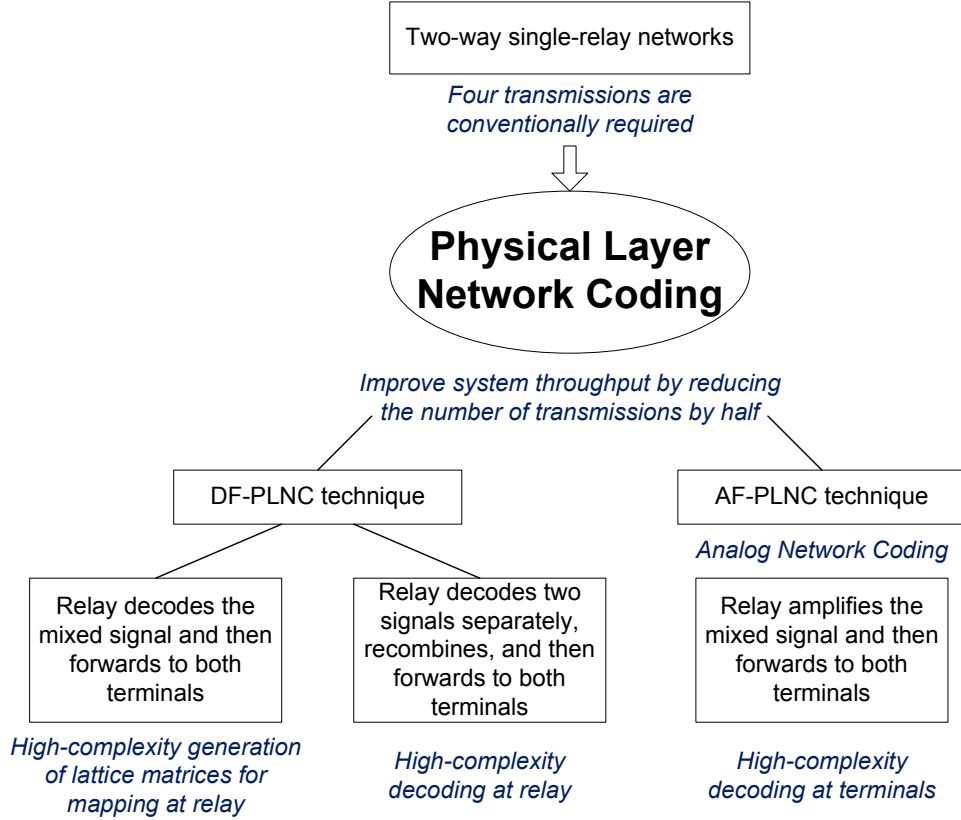 Two-way single-relay networks
Four transmissions are
conventionally required
Physical Layer
Network Coding
Improve system throughput by reducing
the number of transmissions by half
DF-PLNC technique
AF-PLNC technique
Analog Network Coding
Relay decodes the
mixed signal and then
forwards to both
terminals
Relay decodes two
signals separately,
recombines, and then
forwards to both
terminals
Relay amplifies the
mixed signal and then
forwards to both
terminals
High-complexity generation
of lattice matrices for
mapping at relay
High-complexity
decoding at relay
High-complexity
decoding at terminals